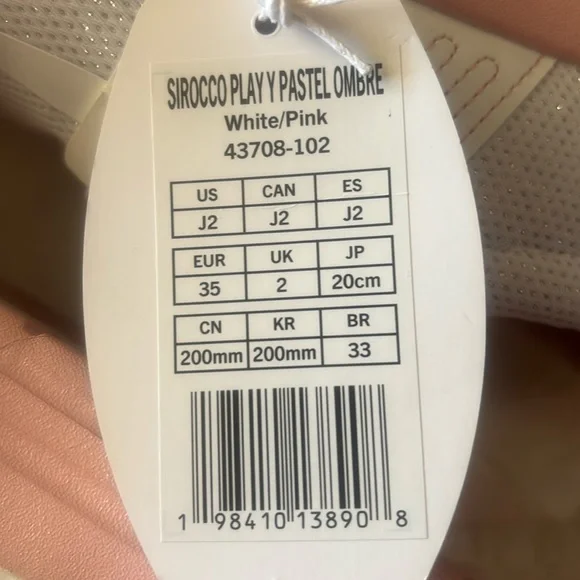 SIROCCO PLAY Y PASTEL OMBRE
White/Pink
43708-102
US CAN ES
J2 J2 J2
EUR UK JP
35 2 20cm
CN KR BR
200mm 200mm 33
1 98410 13890 8